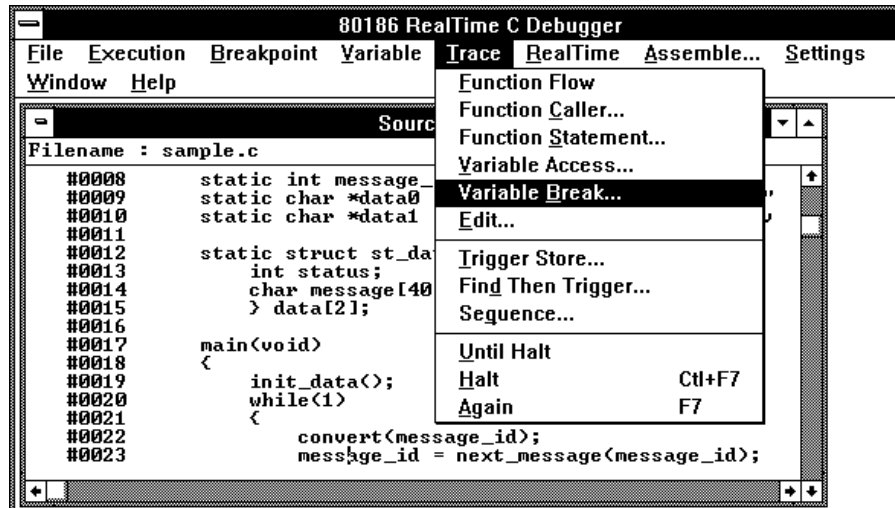 80186 RealTime C Debugger
File Execution Breakpoint Variable Trace RealTime Assemble... Settings
Window Help
Function Flow
Function Caller...
Function Statement...
Variable Access...
Variable Break...
Edit...
Trigger Store...
Find Then Trigger...
Sequence...
Until Halt
Halt Ctl+F7
Again F7
Sourc
Filename : sample.c
#0008 static int message_
#0009 static char *data0
#0010 static char *data1
#0011
#0012 static struct st_da
#0013 int status;
#0014 char message[40
#0015 } data[2];
#0016
#0017 main(void)
#0018 {
#0019 init_data();
#0020 while(1)
#0021 {
#0022 convert(message_id);
#0023 message_id = next_message(message_id);